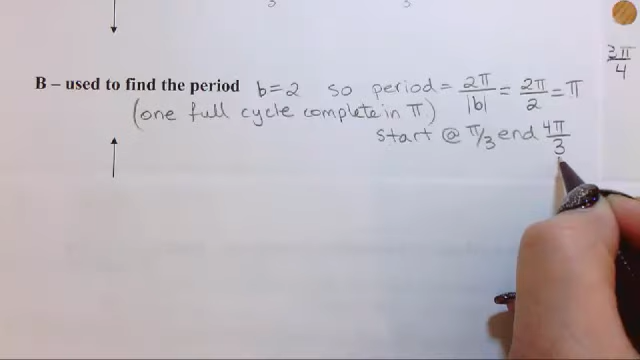 B – used to find the period b=2 so period = 2π/|b| = 2π/2 = π
(one full cycle complete in π)
start @ π/3 end 4π/3
3π/4